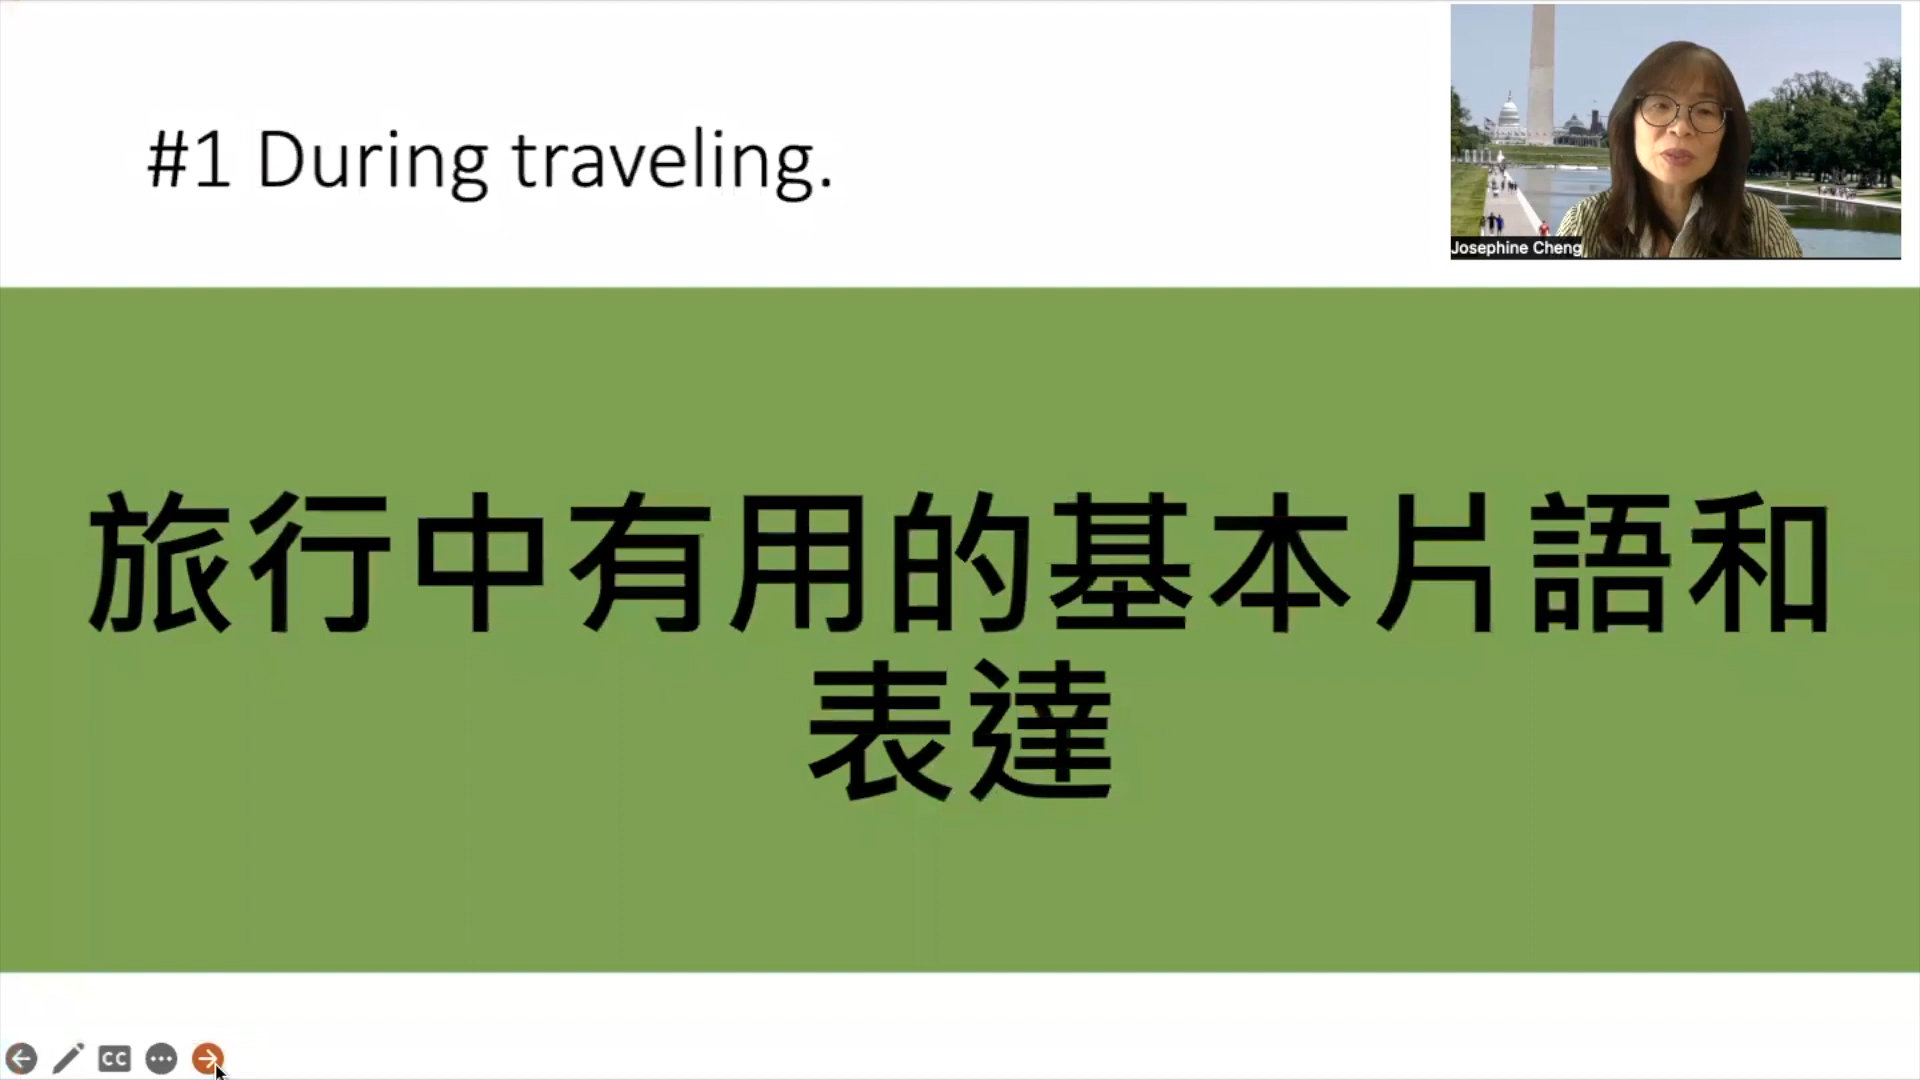 #1 During traveling.
Josephine Cheng
旅行中有用的基本片語和
表達
CC